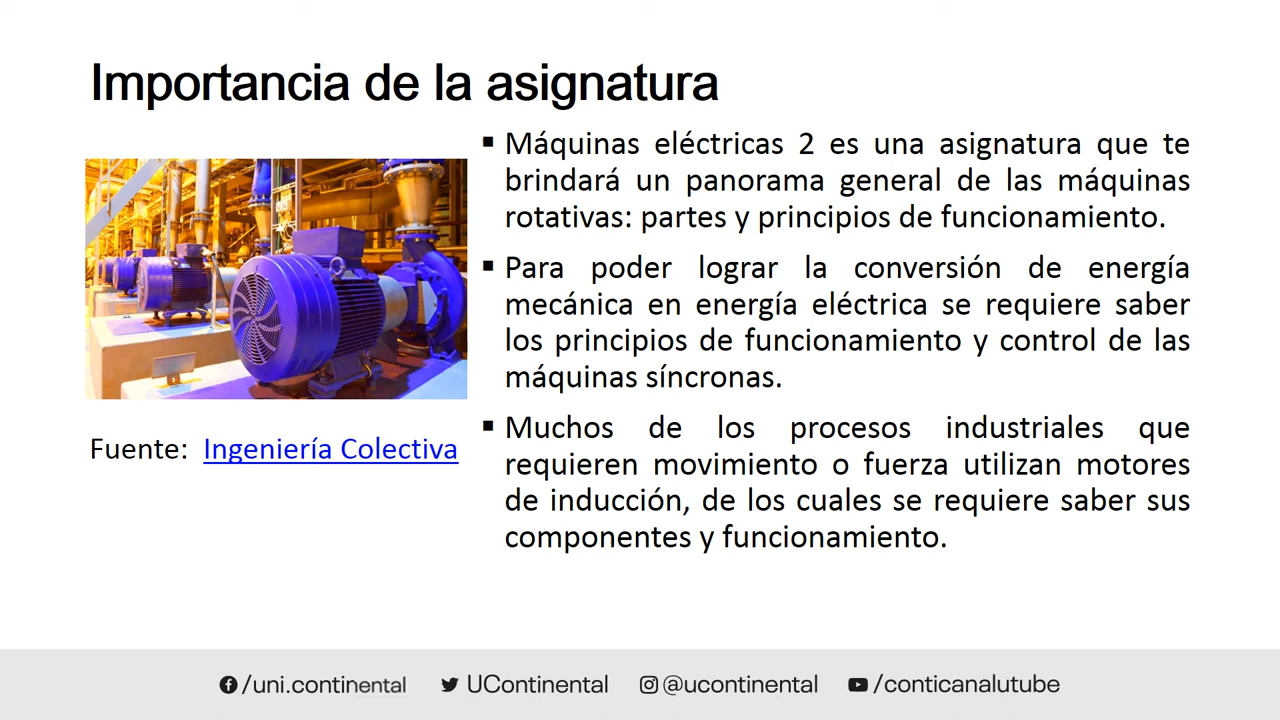 Importancia de la asignatura
▪ Máquinas eléctricas 2 es una asignatura que te
brindará un panorama general de las máquinas
rotativas: partes y principios de funcionamiento.
▪ Para poder lograr la conversión de energía
mecánica en energía eléctrica se requiere saber
los principios de funcionamiento y control de las
máquinas síncronas.
▪ Muchos de los procesos industriales que
requieren movimiento o fuerza utilizan motores
de inducción, de los cuales se requiere saber sus
componentes y funcionamiento.
Fuente: Ingeniería Colectiva
/uni.continental UContinental @ucontinental /conticanalutube